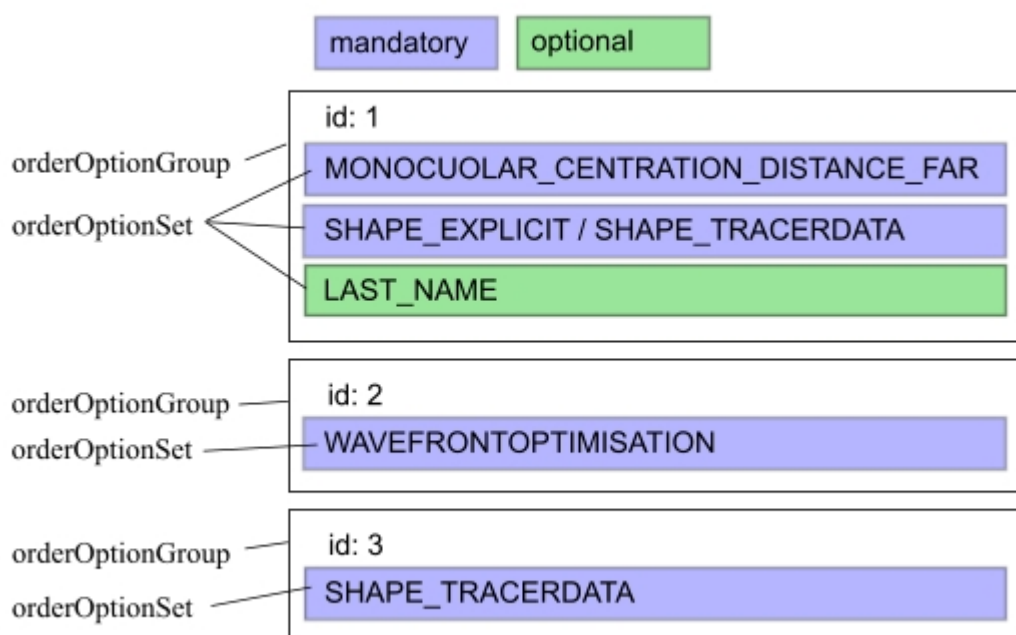 mandatory optional
id: 1
orderOptionGroup
MONOCUOLAR_CENTRATION_DISTANCE_FAR
orderOptionSet
SHAPE_EXPLICIT / SHAPE_TRACERDATA
LAST_NAME
id: 2
orderOptionGroup
orderOptionSet
WAVEFRONTOPTIMISATION
id: 3
orderOptionGroup
SHAPE_TRACERDATA
orderOptionSet